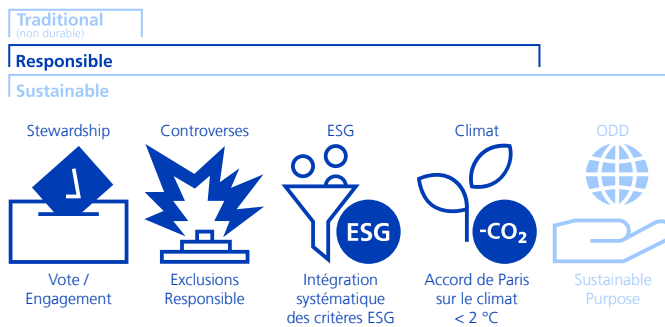 Traditional
(non durable)
Responsible
Sustainable
Stewardship
Controverses
ESG
Climat
ODD
ESG
-CO₂
Vote /
Engagement
Exclusions
Responsible
Intégration
systématique
des critères ESG
Accord de Paris
sur le climat
< 2 °C
Sustainable
Purpose